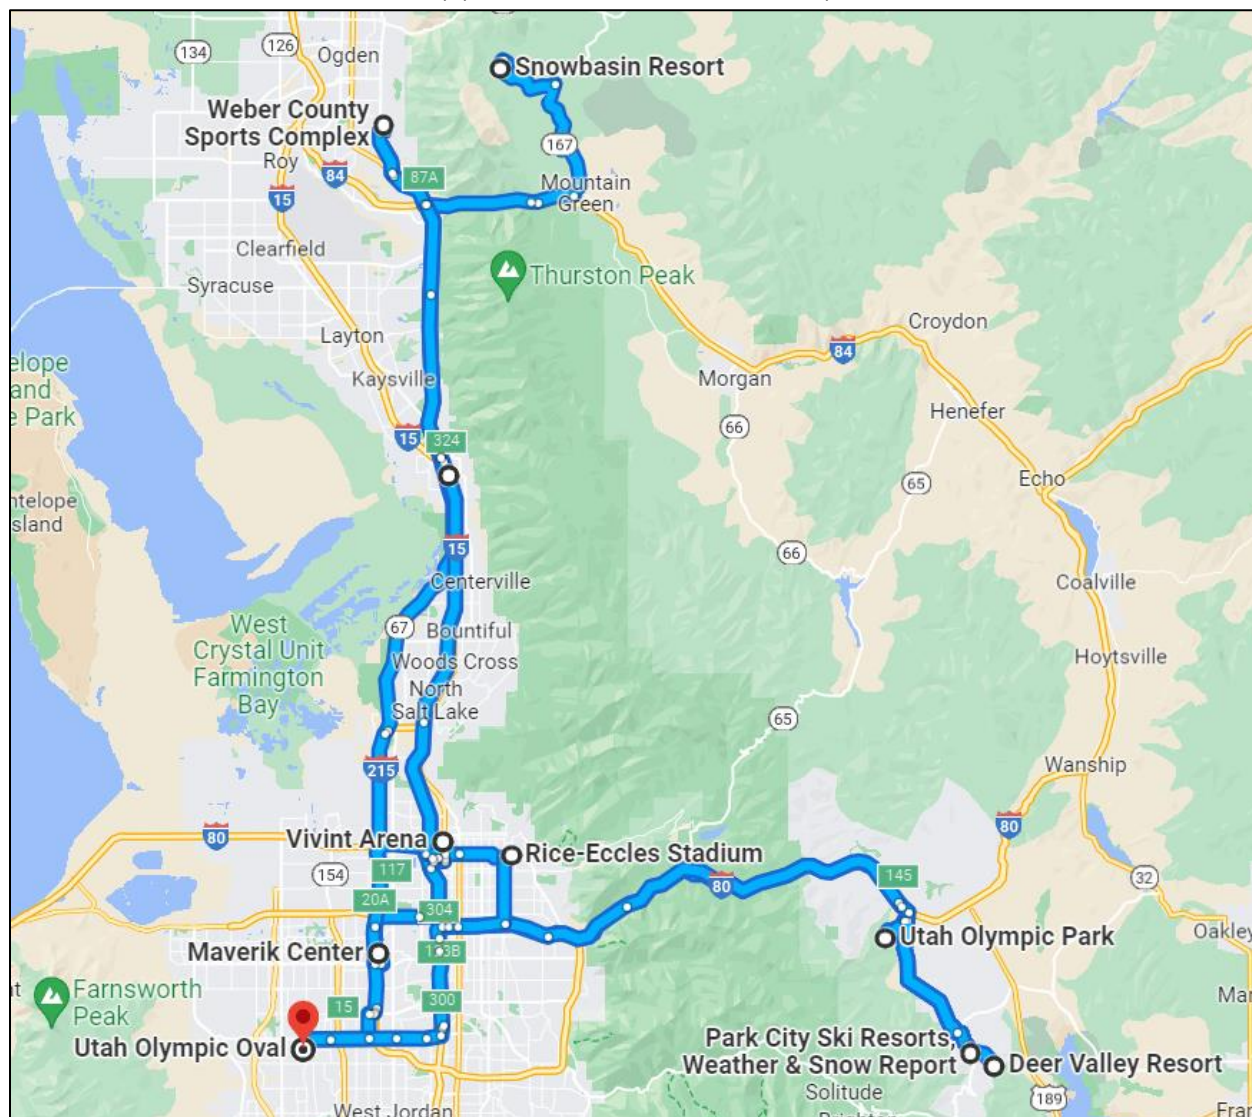 134
126
Ogden
Snowbasin Resort
Weber County
Sports Complex
167
Roy
84
87A
Mountain
Green
15
Clearfield
Thurston Peak
Syracuse
Croydon
Layton
84
elope
and
e Park
Kaysville
Morgan
Henefer
66
15
324
Echo
65
ntelope
sland
15
66
Centerville
Coalville
West
Crystal Unit
Farmington
Bay
67
Bountiful
Woods Cross
Hoytsville
North
Salt Lake
65
215
Wanship
80
80
Vivint Arena
Rice-Eccles Stadium
117
154
80
145
32
20A
304
Utah Olympic Park
Oakley
Maverik Center
Farnsworth
Peak
15
300
Mar
Utah Olympic Oval
Park City Ski Resorts,
Weather & Snow Report
Deer Valley Resort
Solitude
189
West Jordan